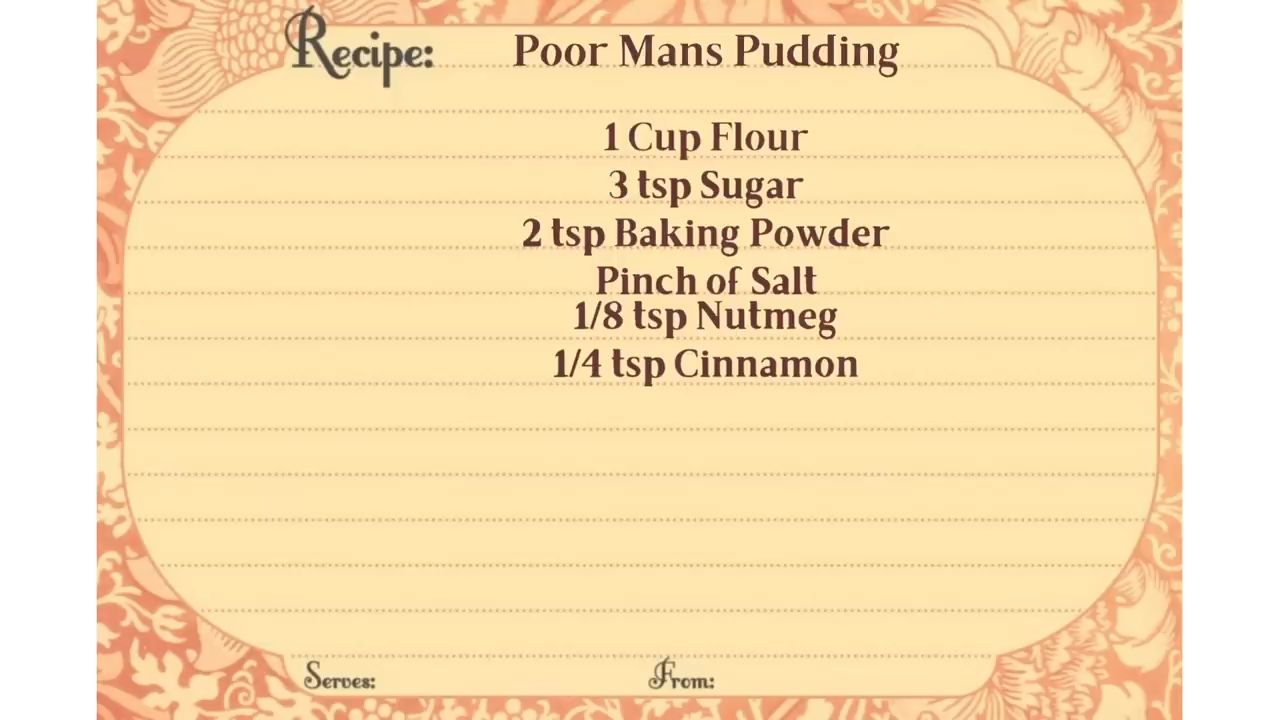 Recipe: Poor Mans Pudding
1 Cup Flour
3 tsp Sugar
2 tsp Baking Powder
Pinch of Salt
1/8 tsp Nutmeg
1/4 tsp Cinnamon
Serves: From: